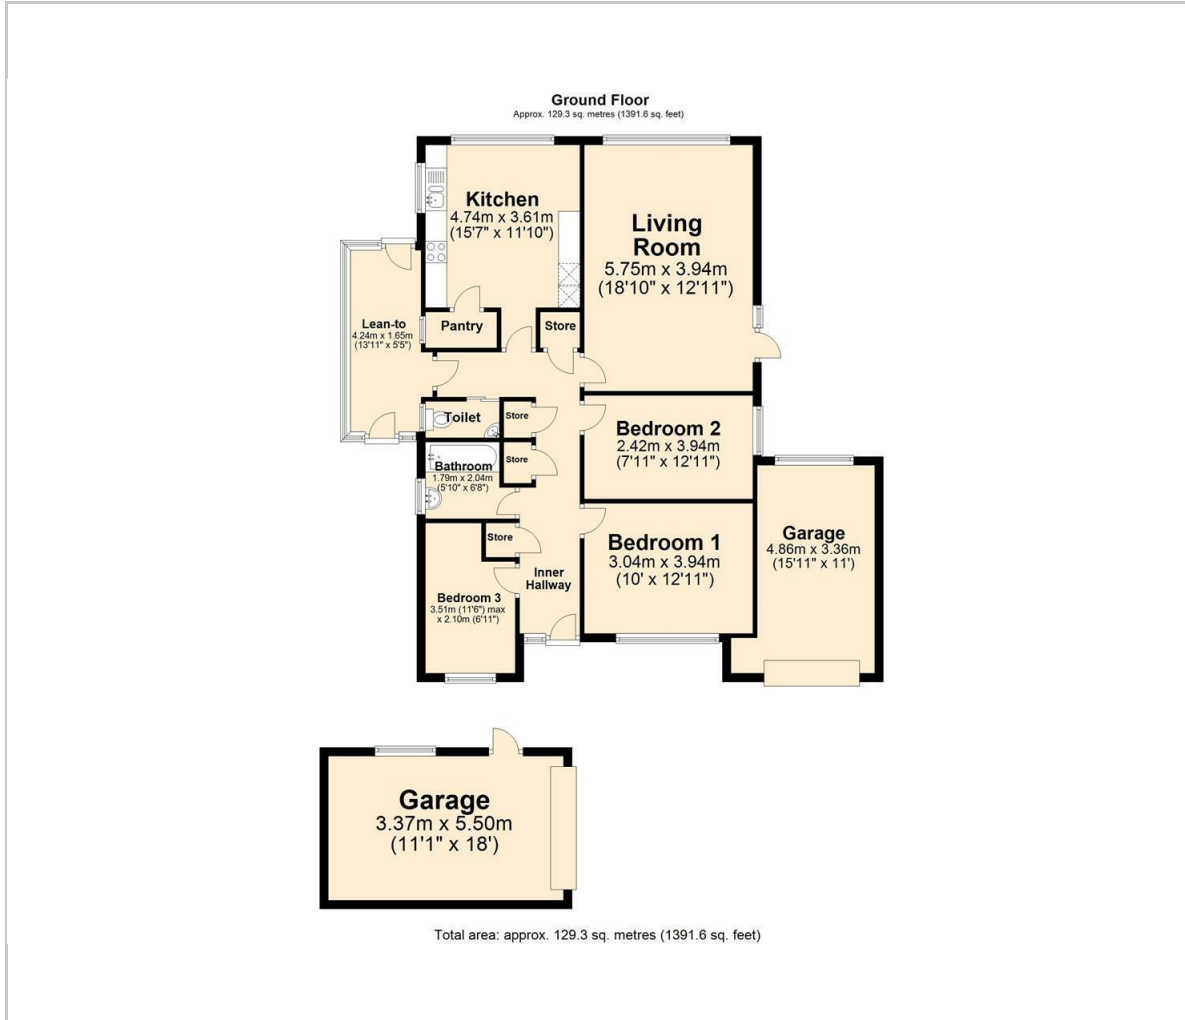 Ground Floor
Approx. 129.3 sq. metres (1391.6 sq. feet)
Kitchen
4.74m x 3.61m
(15'7" x 11'10")
Living
Room
5.75m x 3.94m
(18'10" x 12'11")
Lean-to
4.24m x 1.65m
(13'11" x 5'5")
Pantry
Store
Toilet
Store
Bedroom 2
2.42m x 3.94m
(7'11" x 12'11")
Store
Bathroom
1.79m x 2.04m
(5'10" x 6'8")
Store
Bedroom 1
3.04m x 3.94m
(10' x 12'11")
Garage
4.86m x 3.36m
(15'11" x 11')
Inner
Hallway
Bedroom 3
3.51m (11'6") max
x 2.10m (6'11")
Garage
3.37m x 5.50m
(11'1" x 18')
Total area: approx. 129.3 sq. metres (1391.6 sq. feet)